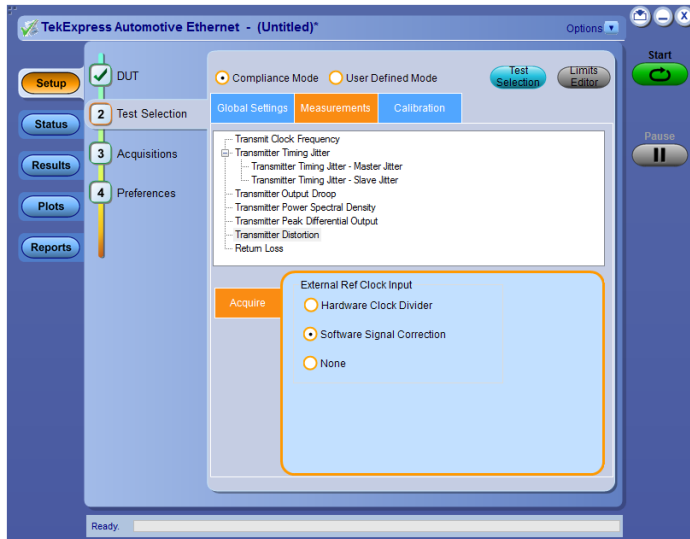 TekExpress Automotive Ethernet - (Untitled)*
Options
Start
Pause
Setup
Status
Results
Plots
Reports
DUT
2 Test Selection
3 Acquisitions
4 Preferences
Compliance Mode
User Defined Mode
Test Selection
Limits Editor
Global Settings
Measurements
Calibration
Transmit Clock Frequency
Transmitter Timing Jitter
Transmitter Timing Jitter - Master Jitter
Transmitter Timing Jitter - Slave Jitter
Transmitter Output Droop
Transmitter Power Spectral Density
Transmitter Peak Differential Output
Transmitter Distortion
Return Loss
Acquire
External Ref Clock Input
Hardware Clock Divider
Software Signal Correction
None
Ready.